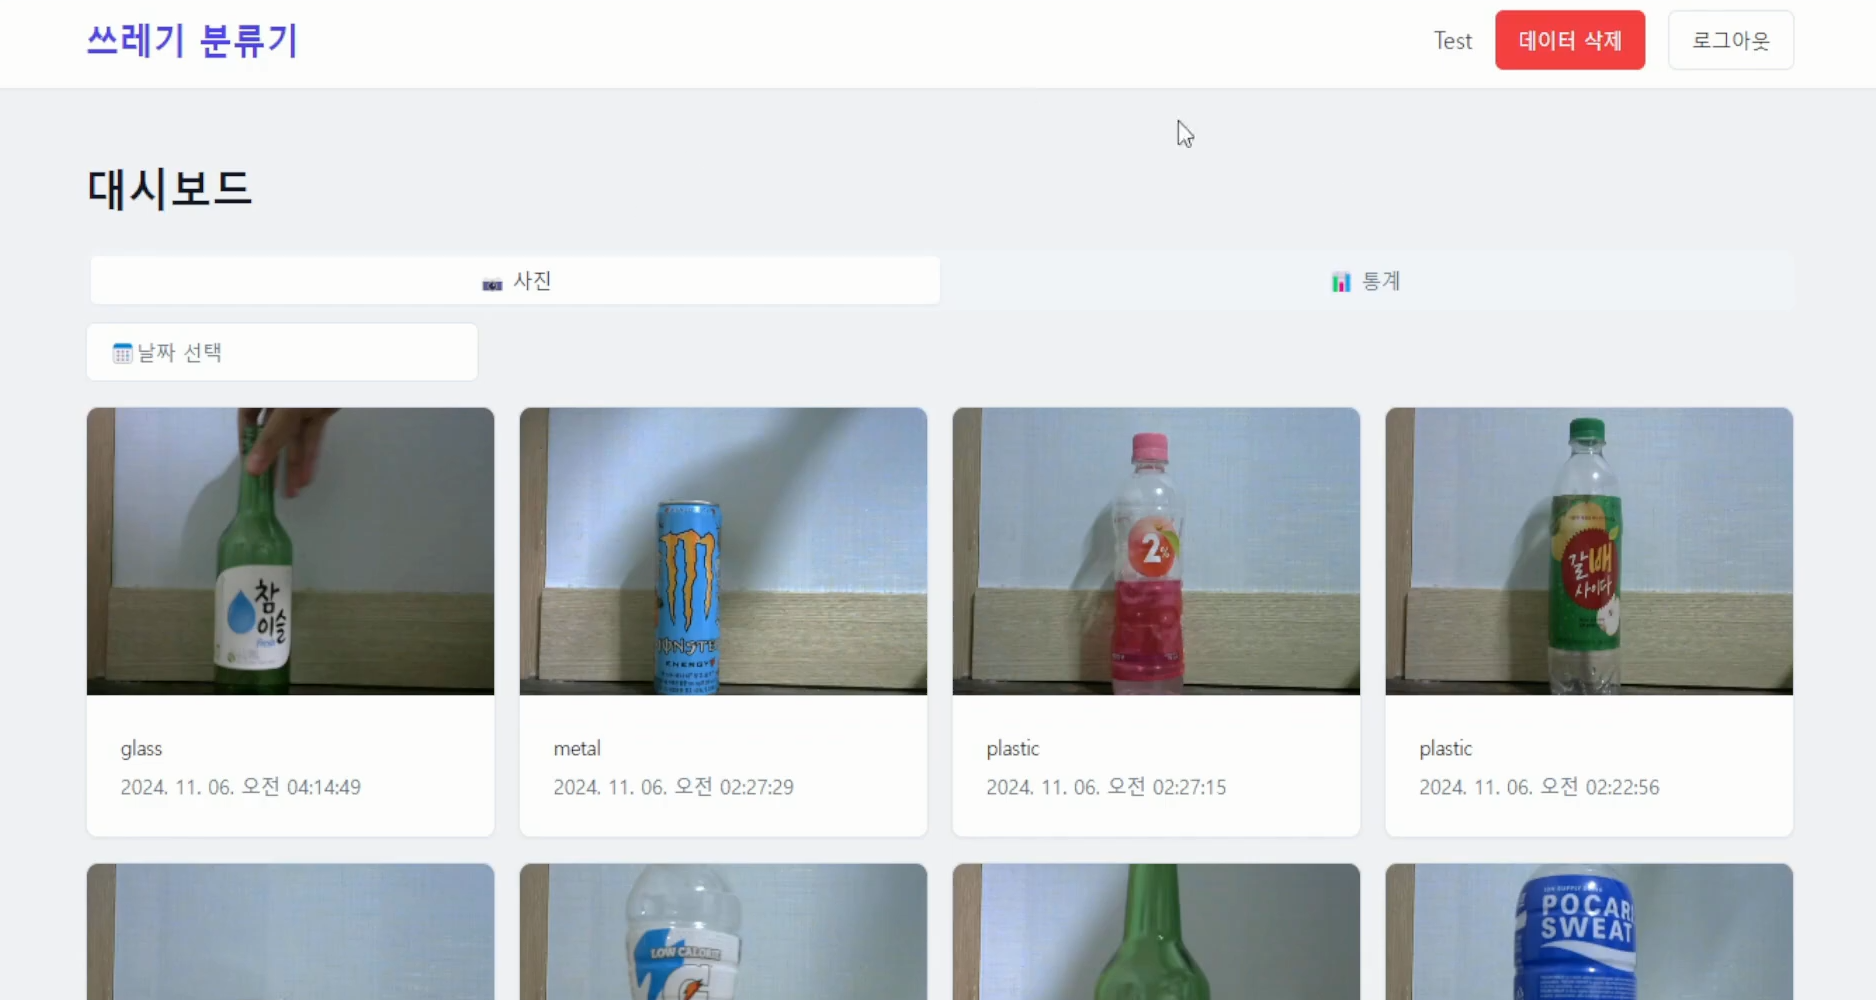 쓰레기 분류기
Test
데이터 삭제
로그아웃
대시보드
사진
통계
날짜 선택
참이슬
fresh
MONSTER
ENERGY
2%
갈배
사이다
glass
2024. 11. 06. 오전 04:14:49
metal
2024. 11. 06. 오전 02:27:29
plastic
2024. 11. 06. 오전 02:27:15
plastic
2024. 11. 06. 오전 02:22:56
LOW CALORIE
G
POCARI
SWEAT